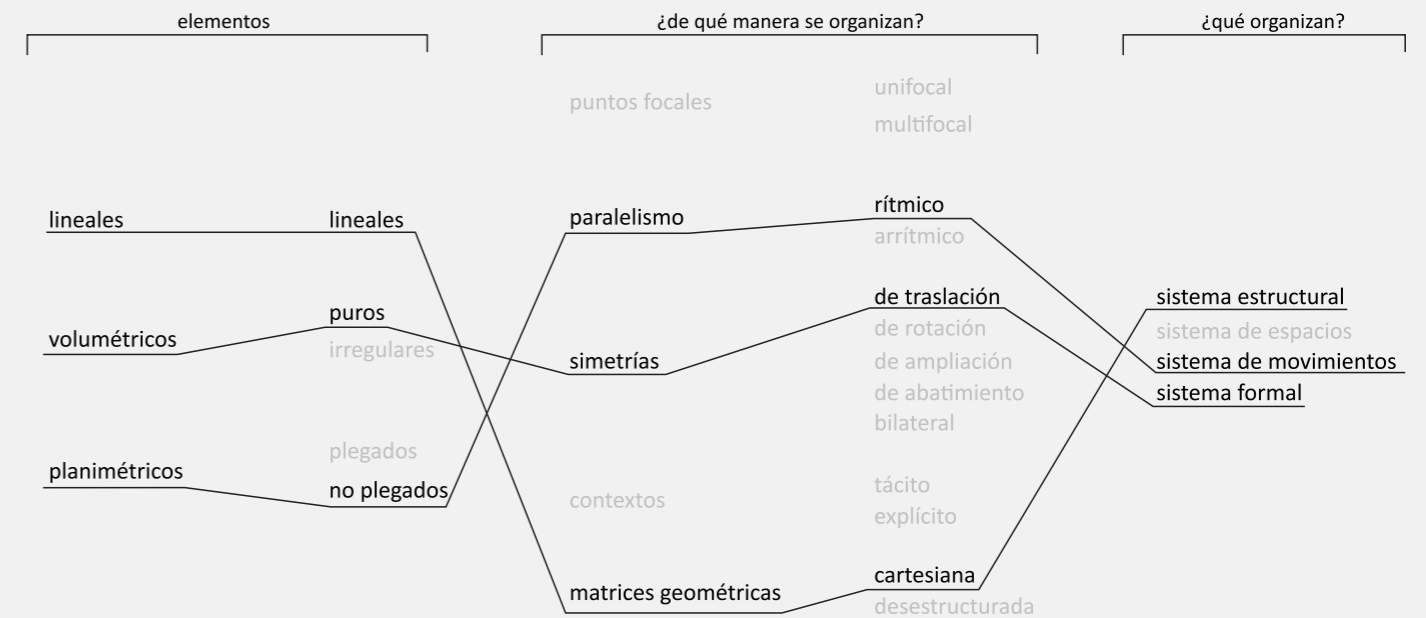 elementos
¿de qué manera se organizan?
¿qué organizan?
puntos focales
unifocal
multifocal
lineales
lineales
paralelismo
rítmico
arrítmico
volumétricos
puros
irregulares
simetrías
de traslación
de rotación
de ampliación
de abatimiento
bilateral
sistema estructural
sistema de espacios
sistema de movimientos
sistema formal
planimétricos
plegados
no plegados
contextos
tácito
explícito
matrices geométricas
cartesiana
desestructurada